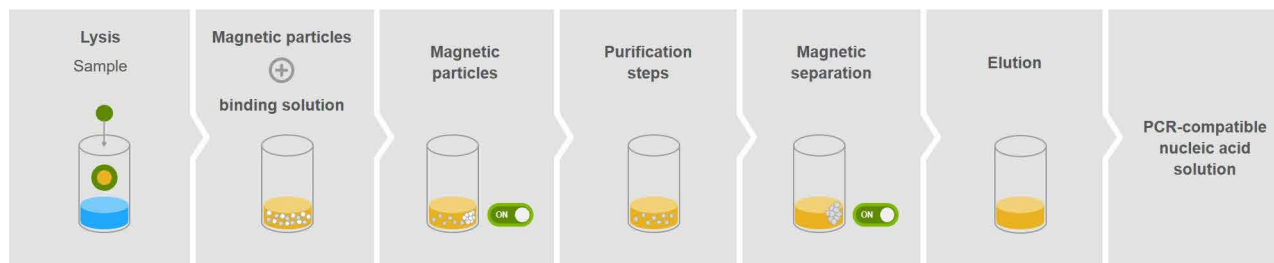 Lysis
Sample
Magnetic particles
binding solution
Magnetic
particles
ON
Purification
steps
Magnetic
separation
ON
Elution
PCR-compatible
nucleic acid
solution